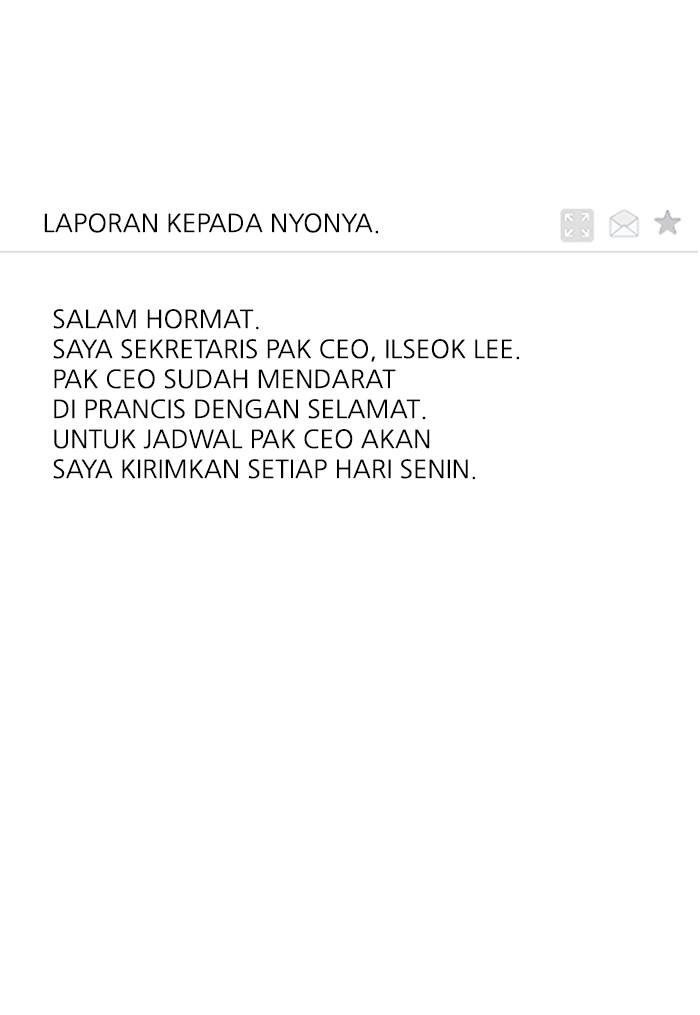 LAPORAN KEPADA NYONYA.
SALAM HORMAT.
SAYA SEKRETARIS PAK CEO, ILSEOK LEE.
PAK CEO SUDAH MENDARAT
DI PRANCIS DENGAN SELAMAT.
UNTUK JADWAL PAK CEO AKAN
SAYA KIRIMKAN SETIAP HARI SENIN.